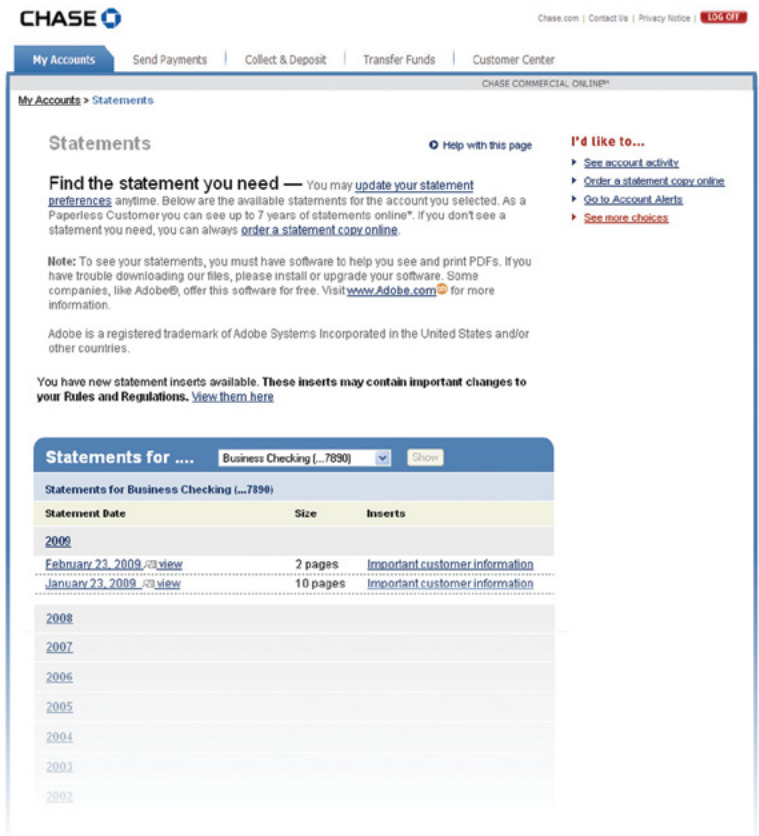 CHASE
Chase.com | Contact Us | Privacy Notice | LOG OFF
My Accounts | Send Payments | Collect & Deposit | Transfer Funds | Customer Center
CHASE COMMERCIAL ONLINE℠
My Accounts > Statements
Statements
Help with this page
Find the statement you need — You may update your statement
preferences anytime. Below are the available statements for the account you selected. As a
Paperless Customer you can see up to 7 years of statements online*. If you don't see a
statement you need, you can always order a statement copy online.
Note: To see your statements, you must have software to help you see and print PDFs. If you
have trouble downloading our files, please install or upgrade your software. Some
companies, like Adobe®, offer this software for free. Visit www.Adobe.com for more
information.
Adobe is a registered trademark of Adobe Systems Incorporated in the United States and/or
other countries.
You have new statement inserts available. These inserts may contain important changes to
your Rules and Regulations. View them here
I'd like to...
See account activity
Order a statement copy online
Go to Account Alerts
See more choices
Statements for .... Business Checking (...7890) Show
Statements for Business Checking (...7890)
Statement Date Size Inserts
2009
February 23, 2009 view 2 pages Important customer information
January 23, 2009 view 10 pages Important customer information
2008
2007
2006
2005
2004
2003
2002